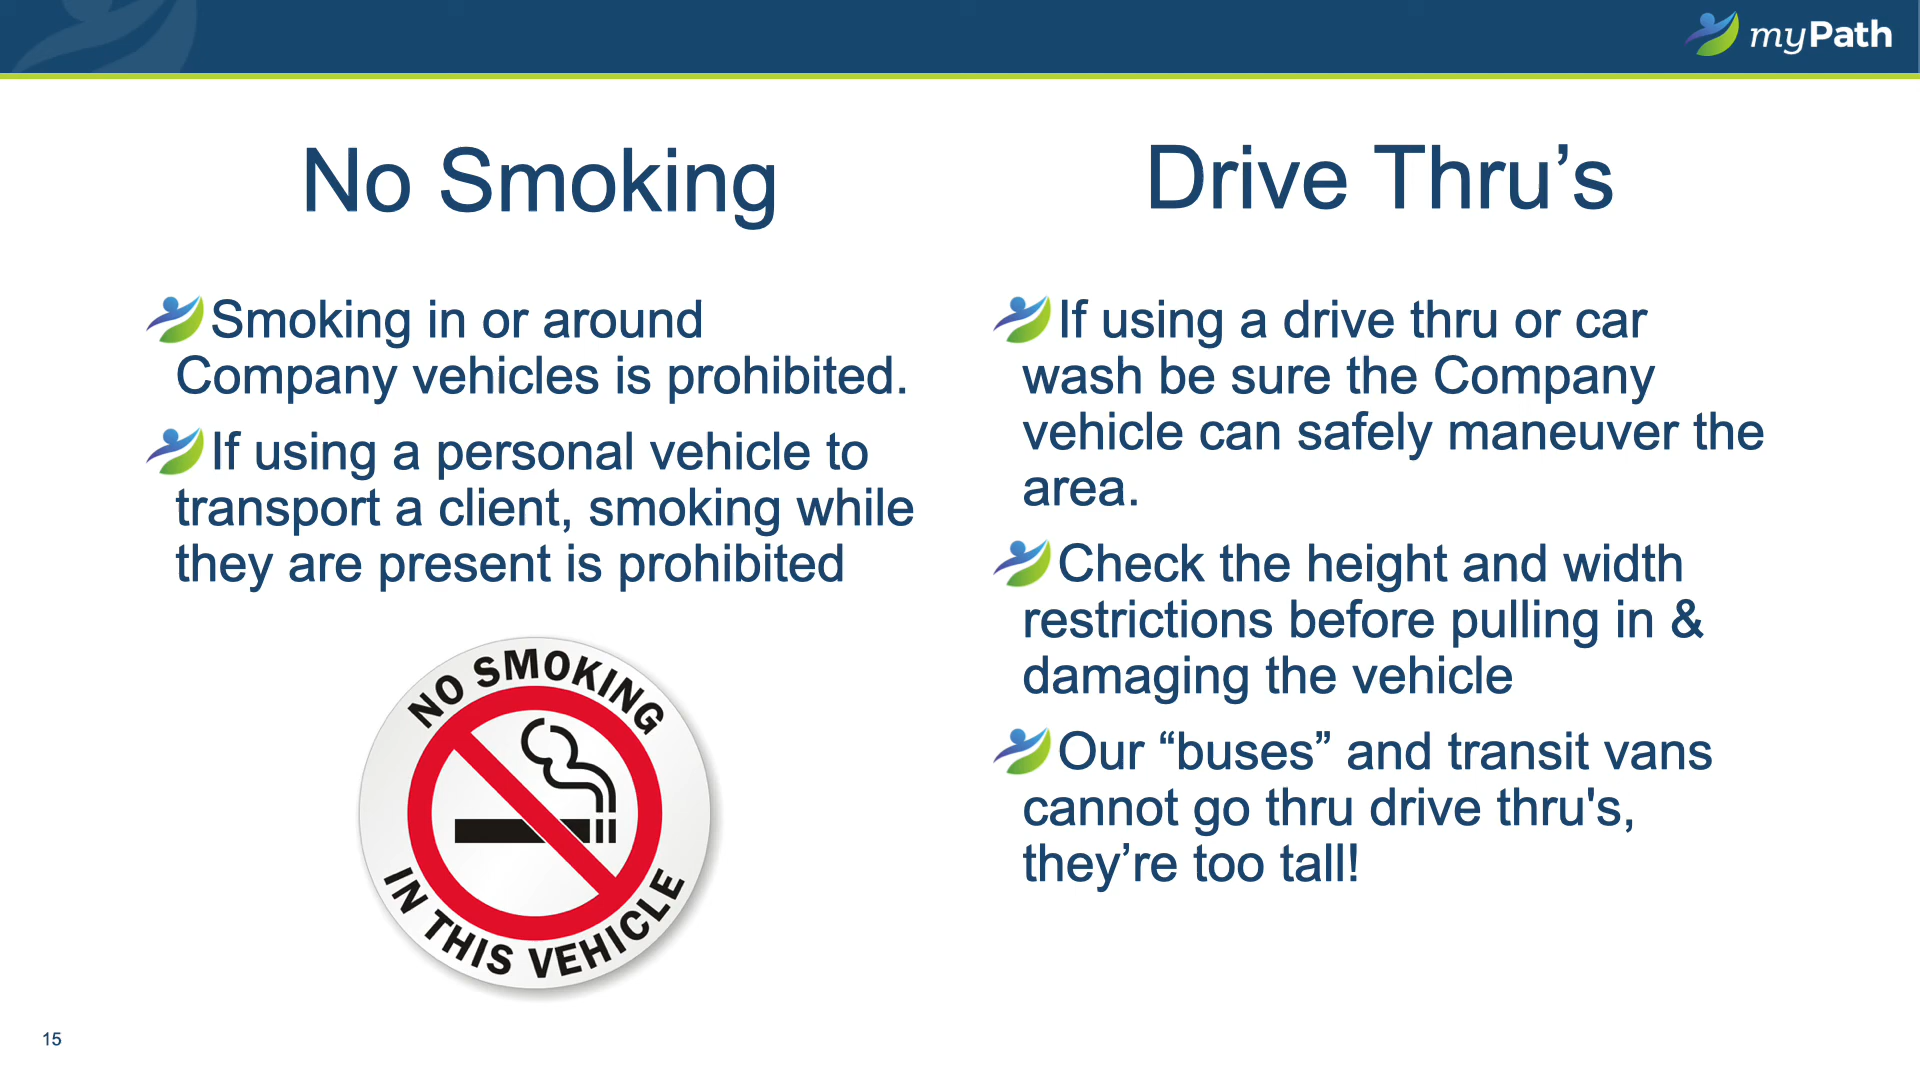 myPath
No Smoking
Smoking in or around
Company vehicles is prohibited.
If using a personal vehicle to
transport a client, smoking while
they are present is prohibited
NO SMOKING
IN THIS VEHICLE
Drive Thru’s
If using a drive thru or car
wash be sure the Company
vehicle can safely maneuver the
area.
Check the height and width
restrictions before pulling in &
damaging the vehicle
Our “buses” and transit vans
cannot go thru drive thru's,
they’re too tall!
15